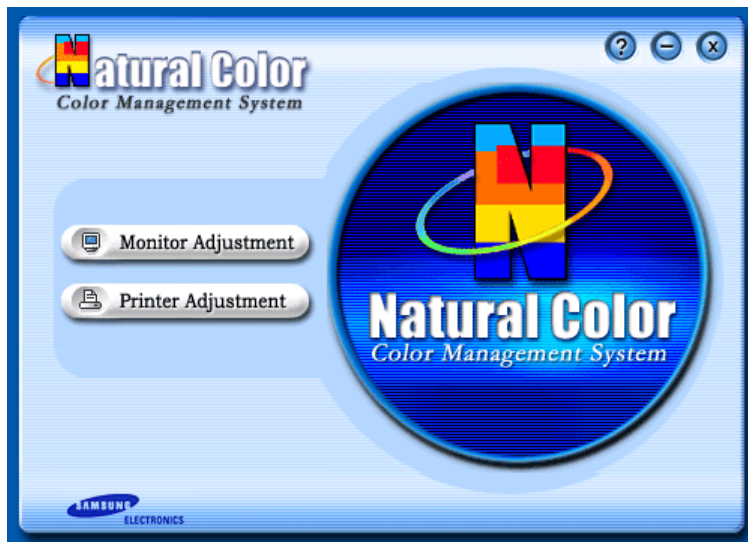 Natural Color
Color Management System
?
–
x
Monitor Adjustment
Printer Adjustment
N
Natural Color
Color Management System
SAMSUNG
ELECTRONICS